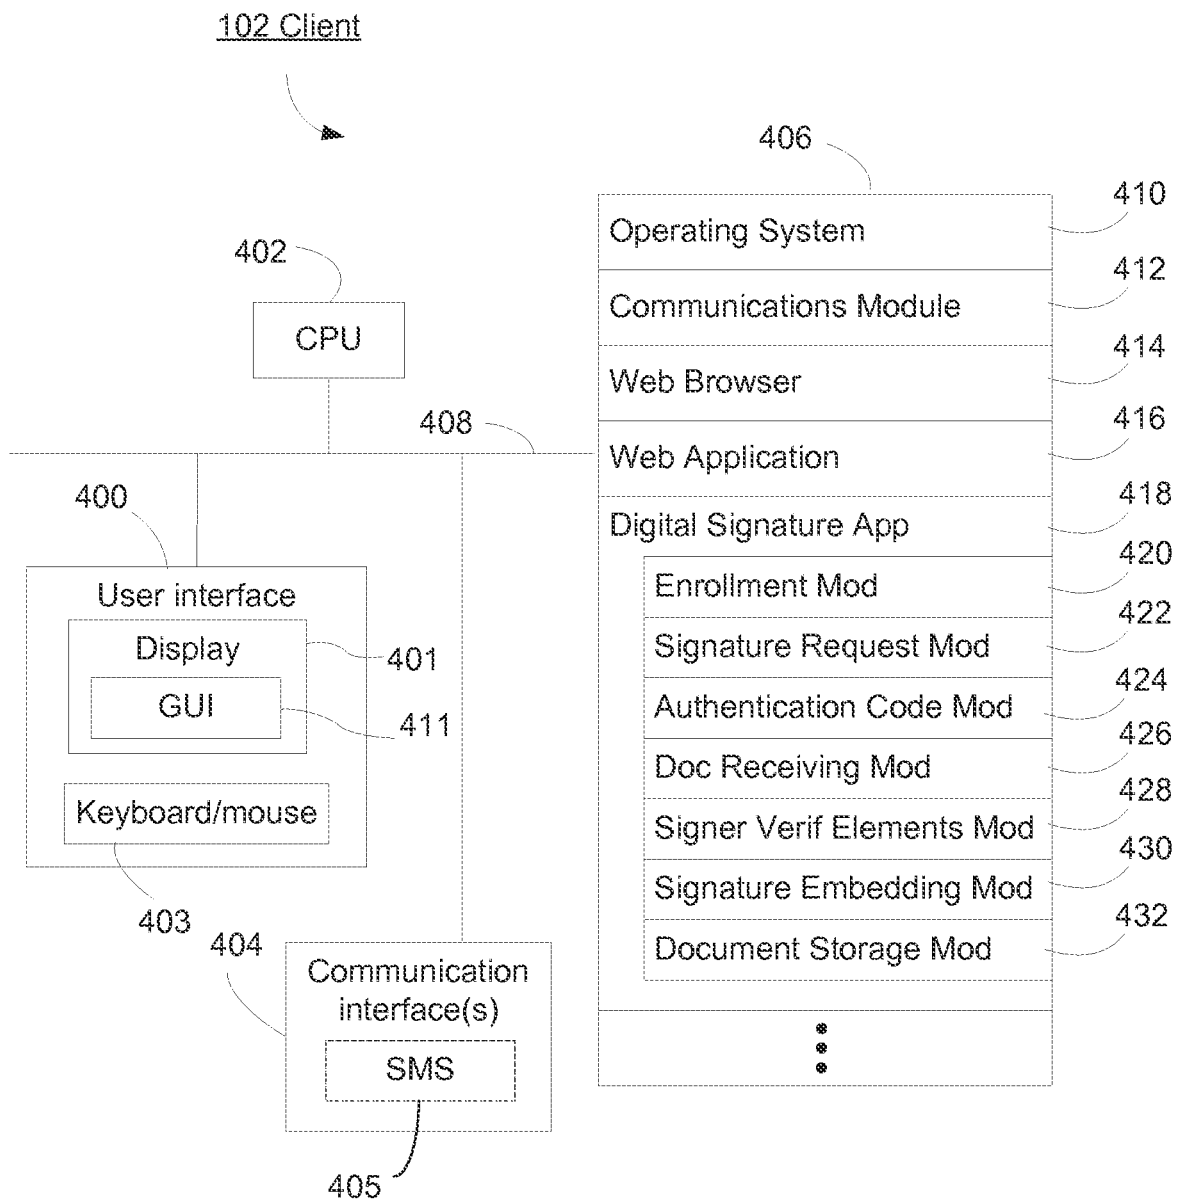 102 Client
406
410
Operating System
402
412
Communications Module
CPU
414
Web Browser
408
416
Web Application
400
418
Digital Signature App
420
User interface
Enrollment Mod
422
Display
401
Signature Request Mod
424
GUI
411
Authentication Code Mod
426
Doc Receiving Mod
Keyboard/mouse
428
Signer Verif Elements Mod
430
Signature Embedding Mod
403
432
404
Document Storage Mod
Communication
interface(s)
SMS
405